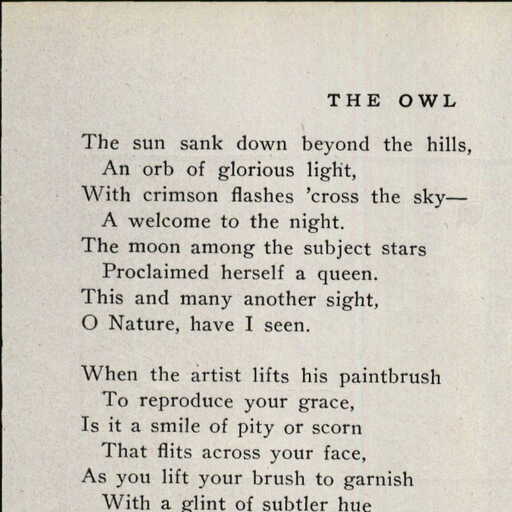 THE OWL
The sun sank down beyond the hills,
An orb of glorious light,
With crimson flashes 'cross the sky—
A welcome to the night.
The moon among the subject stars
Proclaimed herself a queen.
This and many another sight,
O Nature, have I seen.
When the artist lifts his paintbrush
To reproduce your grace,
Is it a smile of pity or scorn
That flits across your face,
As you lift your brush to garnish
With a glint of subtler hue